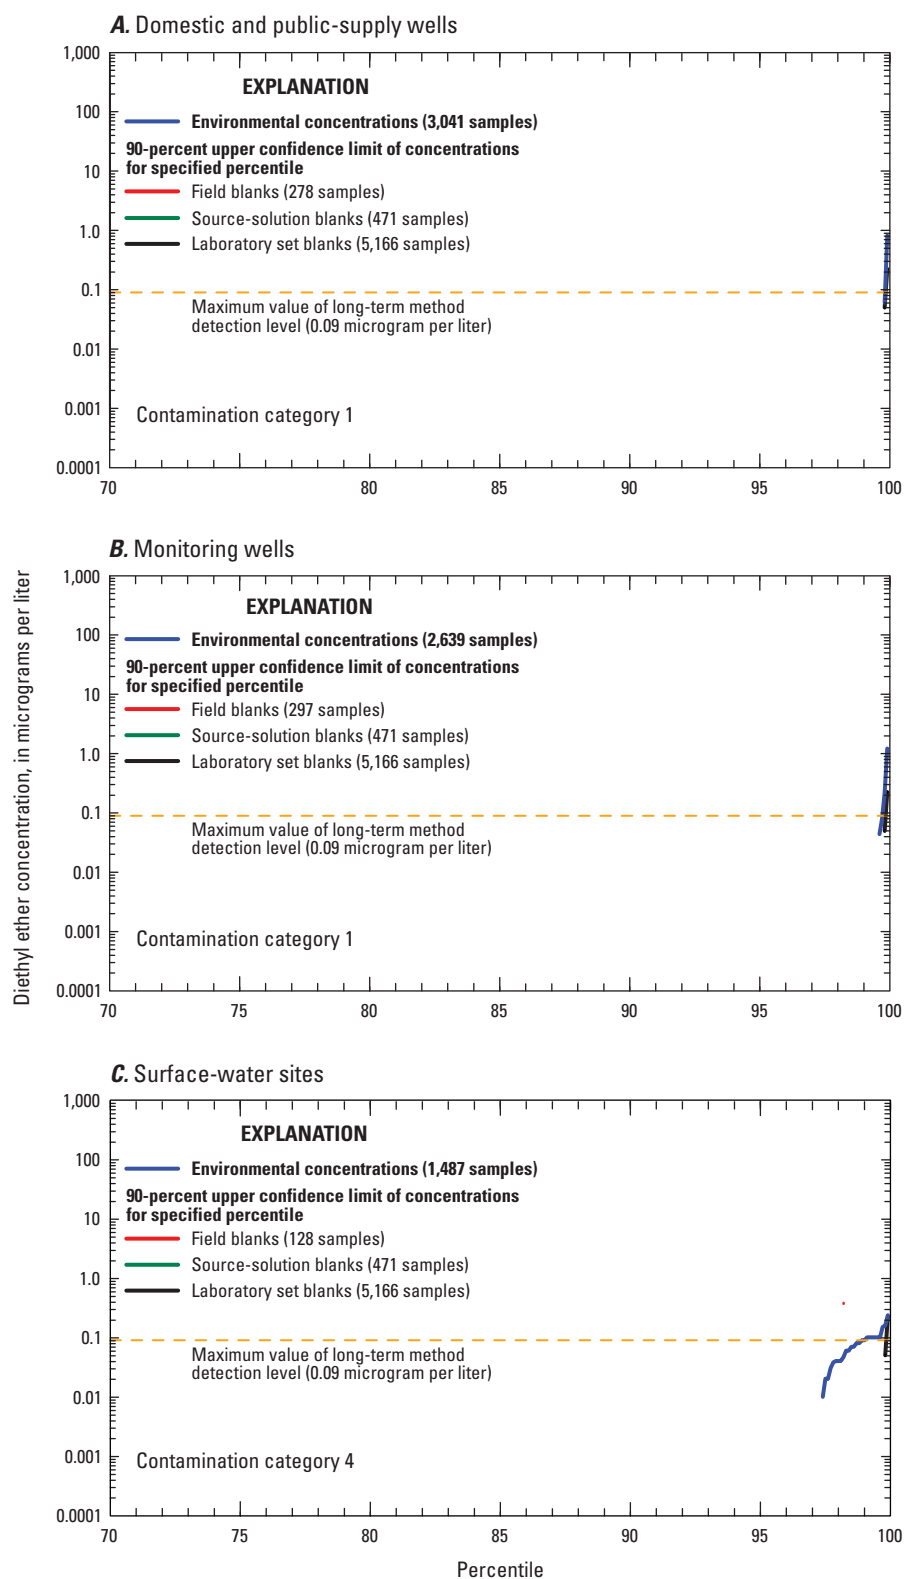 A. Domestic and public-supply wells
1,000
100
10
1.0
0.1
0.01
0.001
0.0001
EXPLANATION
Environmental concentrations (3,041 samples)
90-percent upper confidence limit of concentrations
for specified percentile
Field blanks (278 samples)
Source-solution blanks (471 samples)
Laboratory set blanks (5,166 samples)
Maximum value of long-term method
detection level (0.09 microgram per liter)
Contamination category 1
70 75 80 85 90 95 100
B. Monitoring wells
1,000
100
10
1.0
0.1
0.01
0.001
0.0001
EXPLANATION
Environmental concentrations (2,639 samples)
90-percent upper confidence limit of concentrations
for specified percentile
Field blanks (297 samples)
Source-solution blanks (471 samples)
Laboratory set blanks (5,166 samples)
Maximum value of long-term method
detection level (0.09 microgram per liter)
Contamination category 1
70 75 80 85 90 95 100
Diethyl ether concentration, in micrograms per liter
C. Surface-water sites
1,000
100
10
1.0
0.1
0.01
0.001
0.0001
EXPLANATION
Environmental concentrations (1,487 samples)
90-percent upper confidence limit of concentrations
for specified percentile
Field blanks (128 samples)
Source-solution blanks (471 samples)
Laboratory set blanks (5,166 samples)
Maximum value of long-term method
detection level (0.09 microgram per liter)
Contamination category 4
70 75 80 85 90 95 100
Percentile